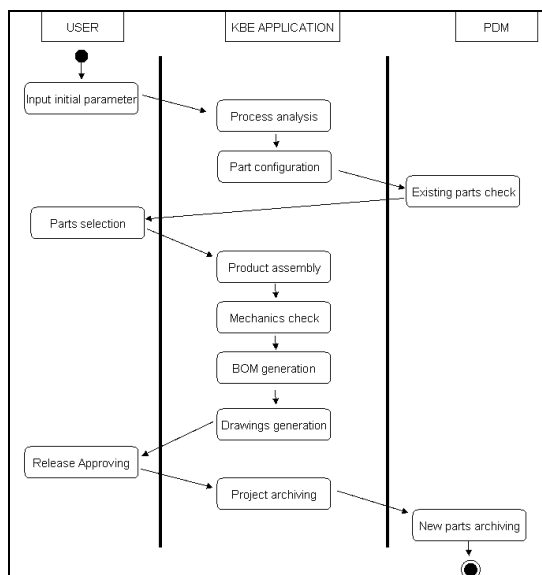 USER
KBE APPLICATION
PDM
Input initial parameter
Process analysis
Part configuration
Existing parts check
Parts selection
Product assembly
Mechanics check
BOM generation
Drawings generation
Release Approving
Project archiving
New parts archiving